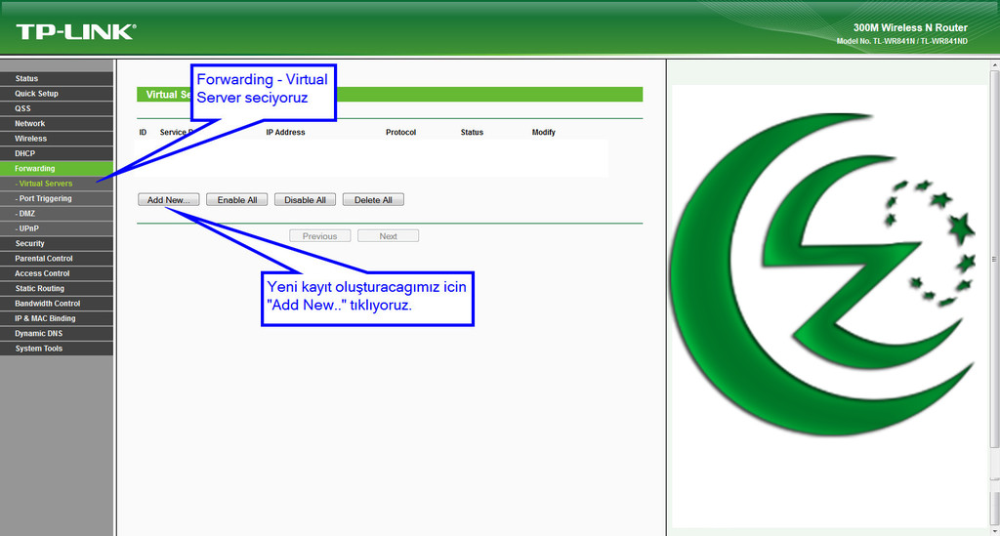 TP-LINK®
300M Wireless N Router
Model No. TL-WR841N / TL-WR841ND
Status
Quick Setup
QSS
Network
Wireless
DHCP
Forwarding
- Virtual Servers
- Port Triggering
- DMZ
- UPnP
Security
Parental Control
Access Control
Static Routing
Bandwidth Control
IP & MAC Binding
Dynamic DNS
System Tools
Forwarding - Virtual
Server seciyoruz
Virtual Se
ID Service P IP Address Protocol Status Modify
Add New... Enable All Disable All Delete All
Previous Next
Yeni kayıt oluşturacagımız icin
"Add New.." tıklıyoruz.